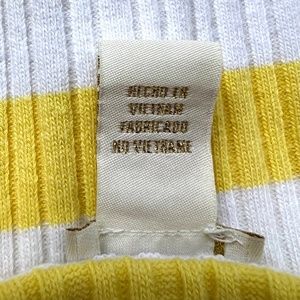 HECHO EN
VIETNAM
FABRICADO
NO VIETNAME